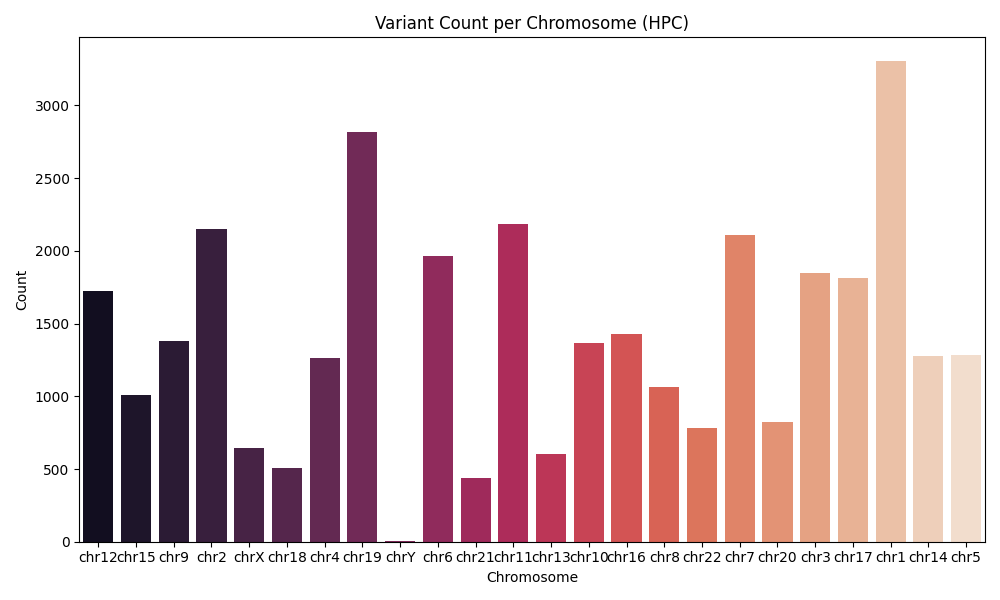 Variant Count per Chromosome (HPC)
Count
3000
2500
2000
1500
1000
500
0
chr12 chr15 chr9 chr2 chrX chr18 chr4 chr19 chrY chr6 chr21 chr11 chr13 chr10 chr16 chr8 chr22 chr7 chr20 chr3 chr17 chr1 chr14 chr5
Chromosome